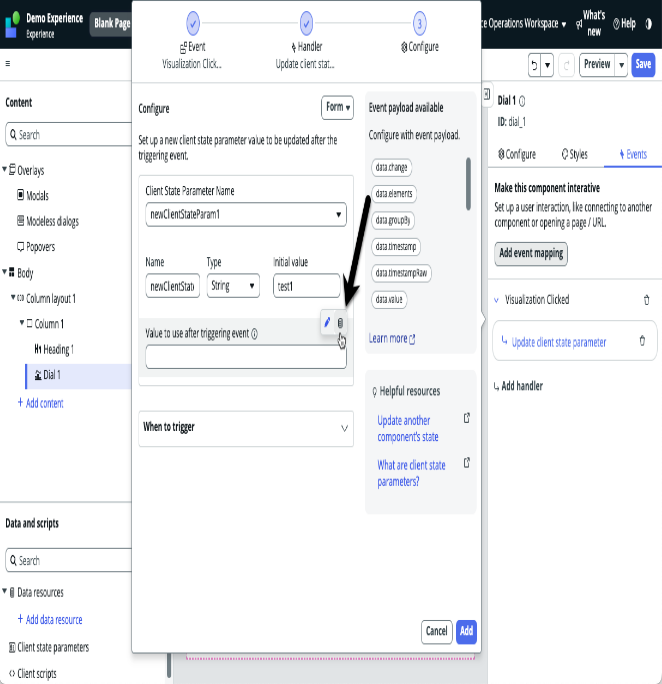 Demo Experience
Experience
Blank Page
ce Operations Workspace
What's new
Help
Preview
Save
Content
Search
Overlays
Modals
Modeless dialogs
Popovers
Body
Column layout 1
Column 1
H1 Heading 1
Dial 1
+ Add content
Data and scripts
Search
Data resources
+ Add data resource
Client state parameters
Client scripts
Event
Visualization Click...
Handler
Update client stat...
3
Configure
Configure
Form
Set up a new client state parameter value to be updated after the
triggering event.
Client State Parameter Name
newClientStateParam1
Name
Type
Initial value
newClientStat
String
test1
Value to use after triggering event
When to trigger
Event payload available
Configure with event payload.
data.change
data.elements
data.groupBy
data.timestamp
data.timestampRaw
data.value
Learn more
Helpful resources
Update another
component's state
What are client state
parameters?
Cancel
Add
Dial 1
ID: dial_1
Configure
Styles
Events
Make this component interative
Set up a user interaction, like connecting to another
component or opening a page / URL.
Add event mapping
Visualization Clicked
Update client state parameter
Add handler